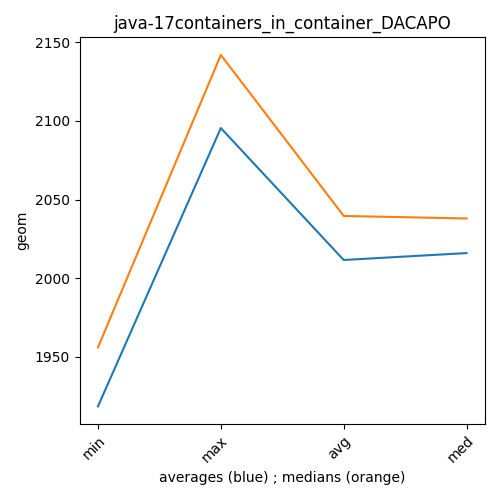 java-17containers_in_container_DACAPO
2150
2100
2050
2000
1950
geom
min
max
avg
med
averages (blue) ; medians (orange)